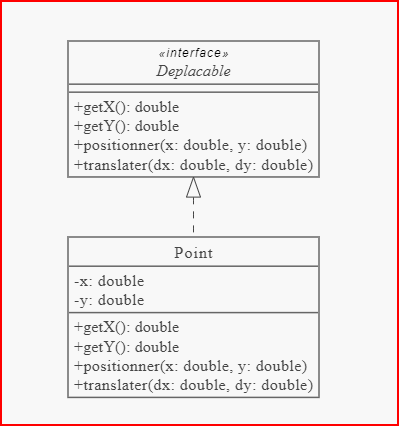 «interface»
Deplacable
+getX(): double
+getY(): double
+positionner(x: double, y: double)
+translater(dx: double, dy: double)
Point
-x: double
-y: double
+getX(): double
+getY(): double
+positionner(x: double, y: double)
+translater(dx: double, dy: double)